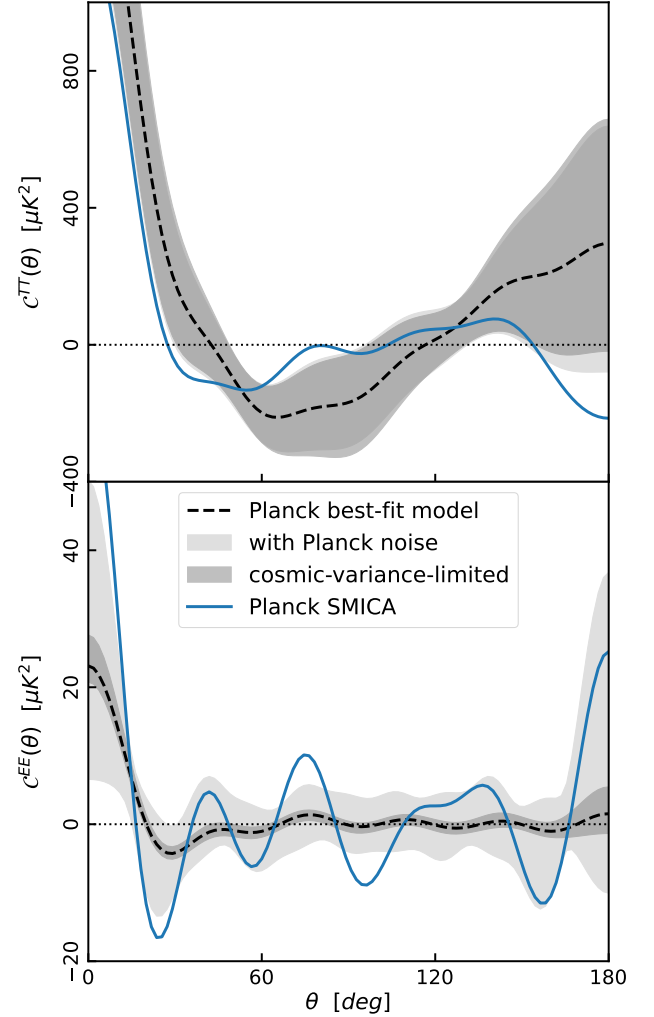 800
400
0
−400
𝒞^{TT}(θ) [μK²]
Planck best-fit model
with Planck noise
cosmic-variance-limited
Planck SMICA
40
20
0
−20
𝒞^{EE}(θ) [μK²]
0 60 120 180
θ [deg]